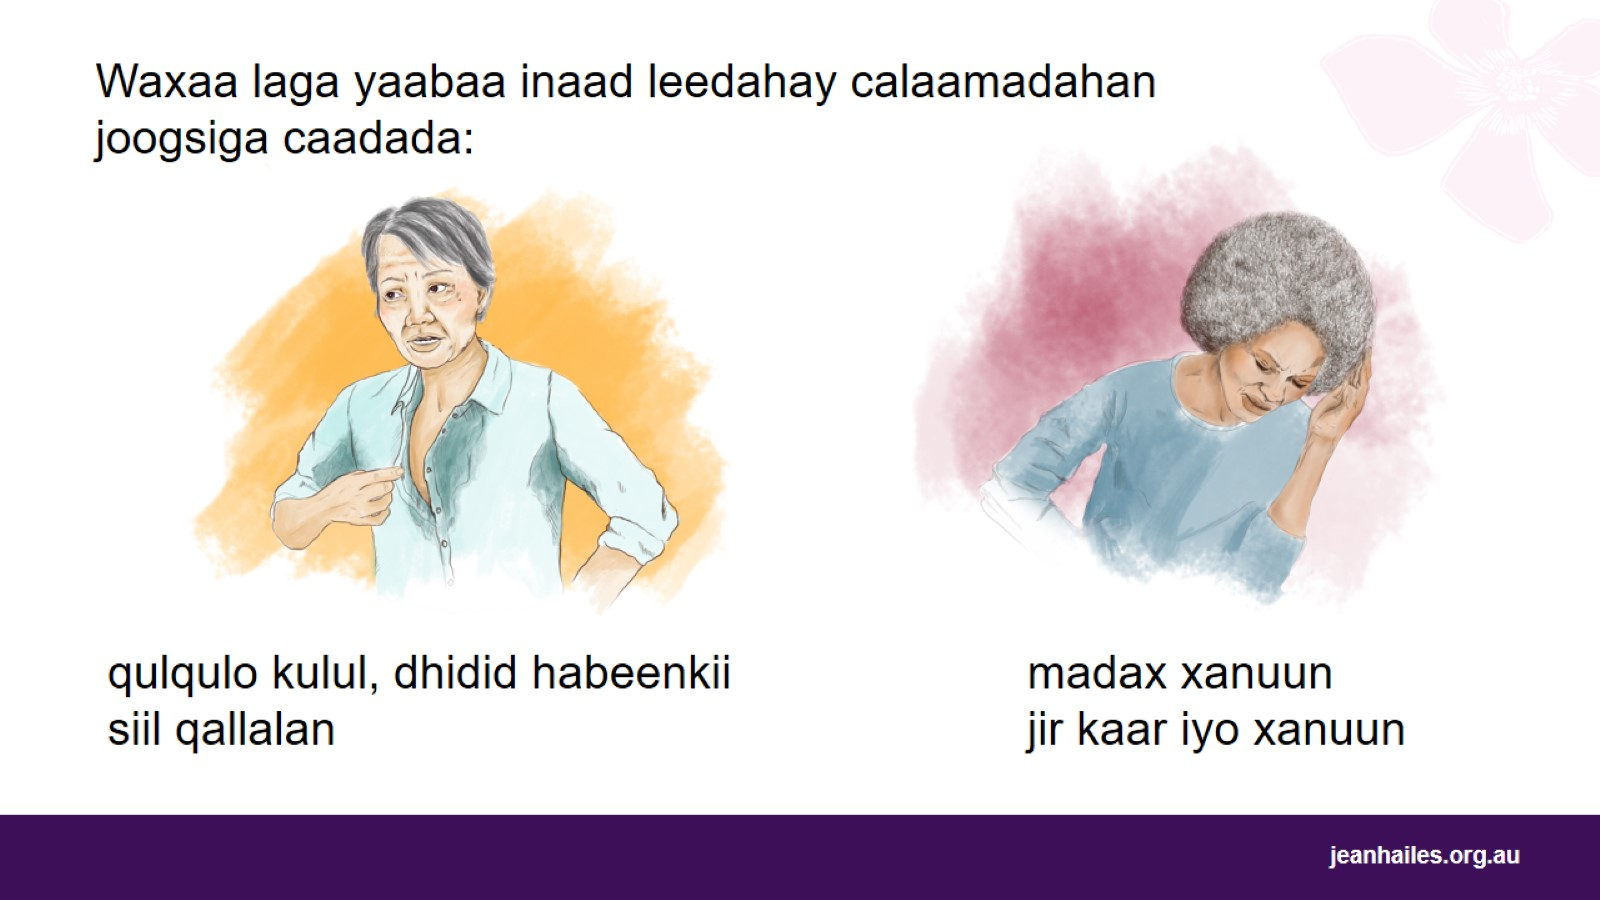 Waxaa laga yaabaa inaad leedahay calaamadahan
joogsiga caadada:
qulqulo kulul, dhidid habeenkii
siil qallalan
madax xanuun
jir kaar iyo xanuun
jeanhailes.org.au